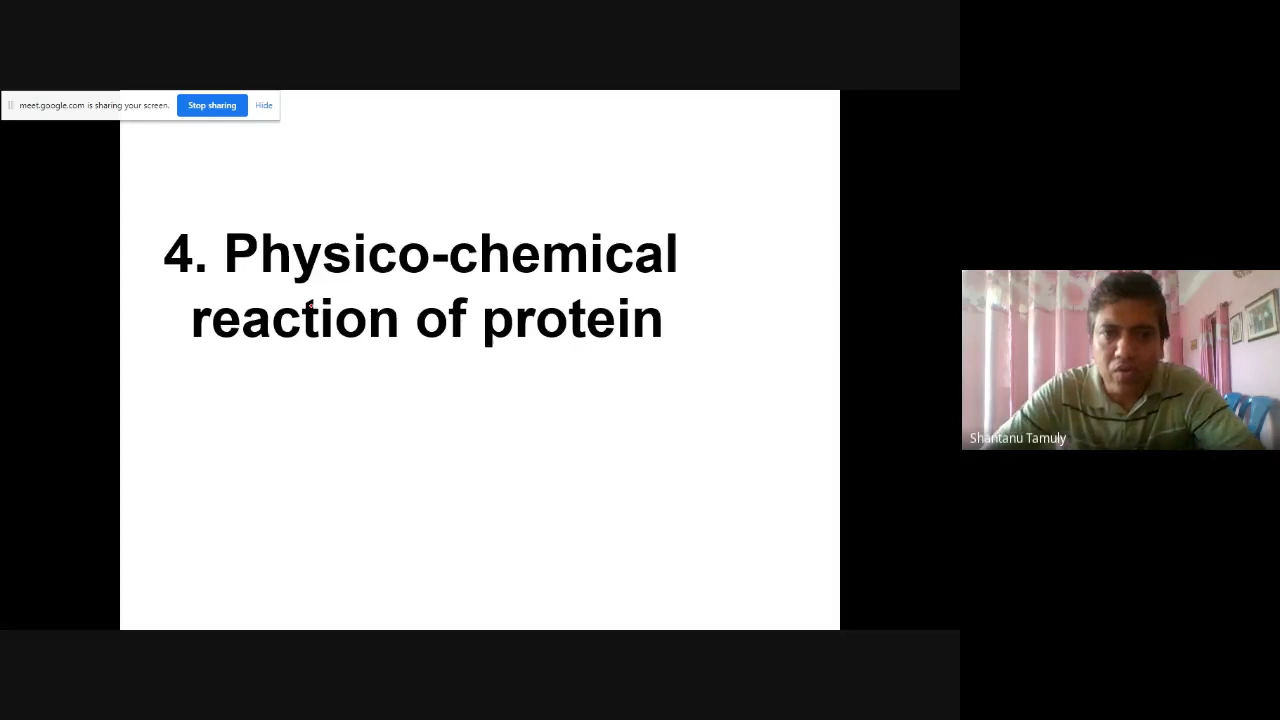 meet.google.com is sharing your screen. Stop sharing Hide
4. Physico-chemical
reaction of protein
Shantanu Tamuly